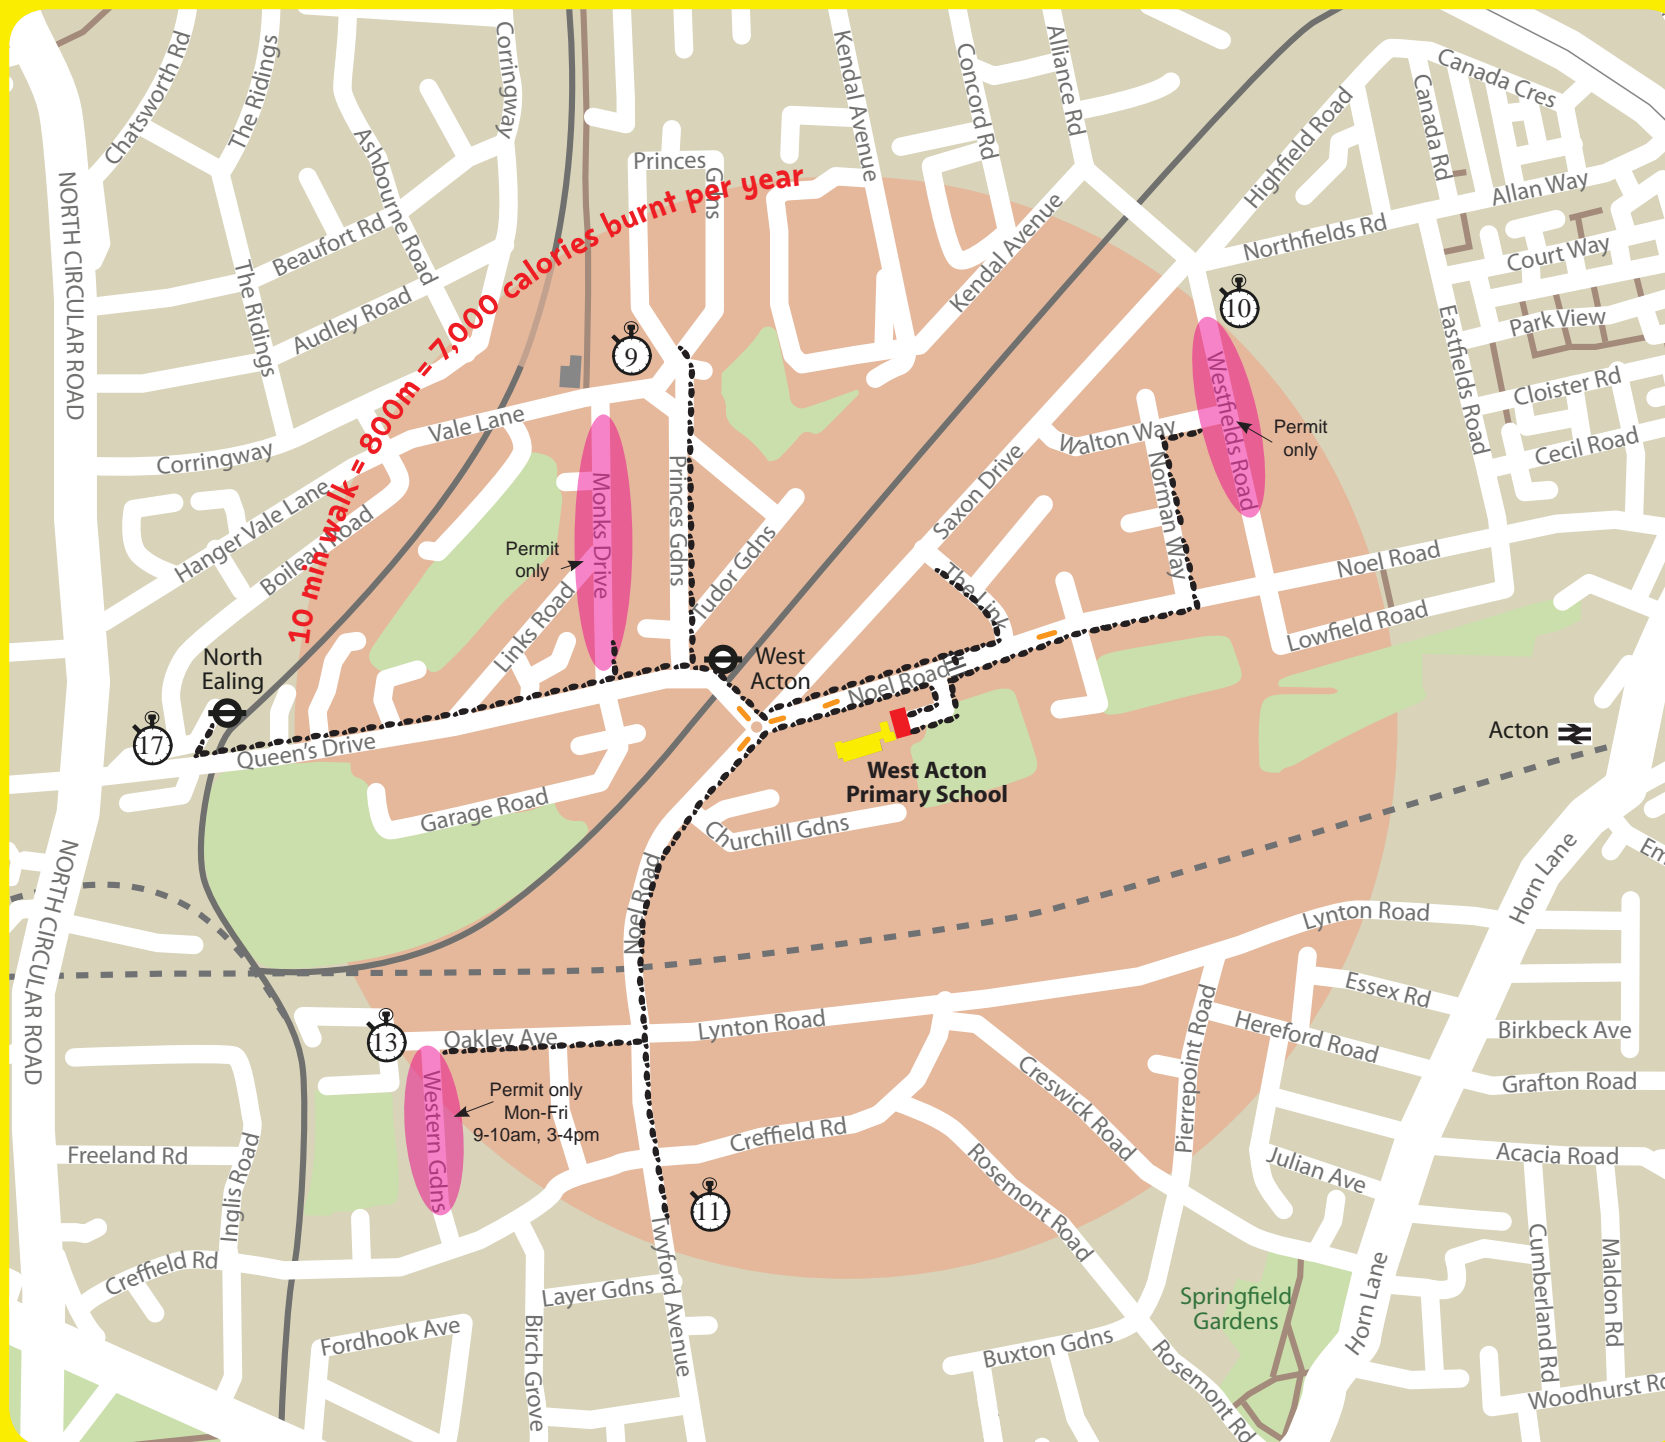 NORTH CIRCULAR ROAD
Chatsworth Rd
The Ridings
Corringway
Ashbourne Road
Beaufort Rd
The Ridings
Audley Road
Corringway
Princes
Gdns
Kendal Avenue
Concord Rd
Alliance Rd
Kendal Avenue
Highfield Road
Canada Rd
Canada Cres
Allan Way
Northfields Rd
Court Way
Park View
Eastfields Road
Cloister Rd
Cecil Road
10 min walk = 800m = 7,000 calories burnt per year
9
10
Vale Lane
Hanger Vale Lane
Boileay Road
Monks Drive
Permit
only
Links Road
Princes Gdns
Tudor Gdns
Saxon Drive
Walton Way
Norman Way
Westfields Road
Permit
only
The Link
Noel Road
Lowfield Road
North
Ealing
17
Queen's Drive
Garage Road
West
Acton
Noel Road
West Acton
Primary School
Churchill Gdns
Noel Road
Acton
Horn Lane
Em
NORTH CIRCULAR ROAD
Lynton Road
Essex Rd
Hereford Road
Birkbeck Ave
Grafton Road
13
Oakley Ave
Lynton Road
Western Gdns
Permit only
Mon-Fri
9-10am, 3-4pm
Creswick Road
Pierrepoint Road
Creffield Rd
Rosemont Road
Julian Ave
Acacia Road
Freeland Rd
Inglis Road
Creffield Rd
11
Twyford Avenue
Layer Gdns
Birch Grove
Fordhook Ave
Springfield
Gardens
Horn Lane
Cumberland Rd
Maldon Rd
Buxton Gdns
Rosemont Rd
Woodhurst Ro